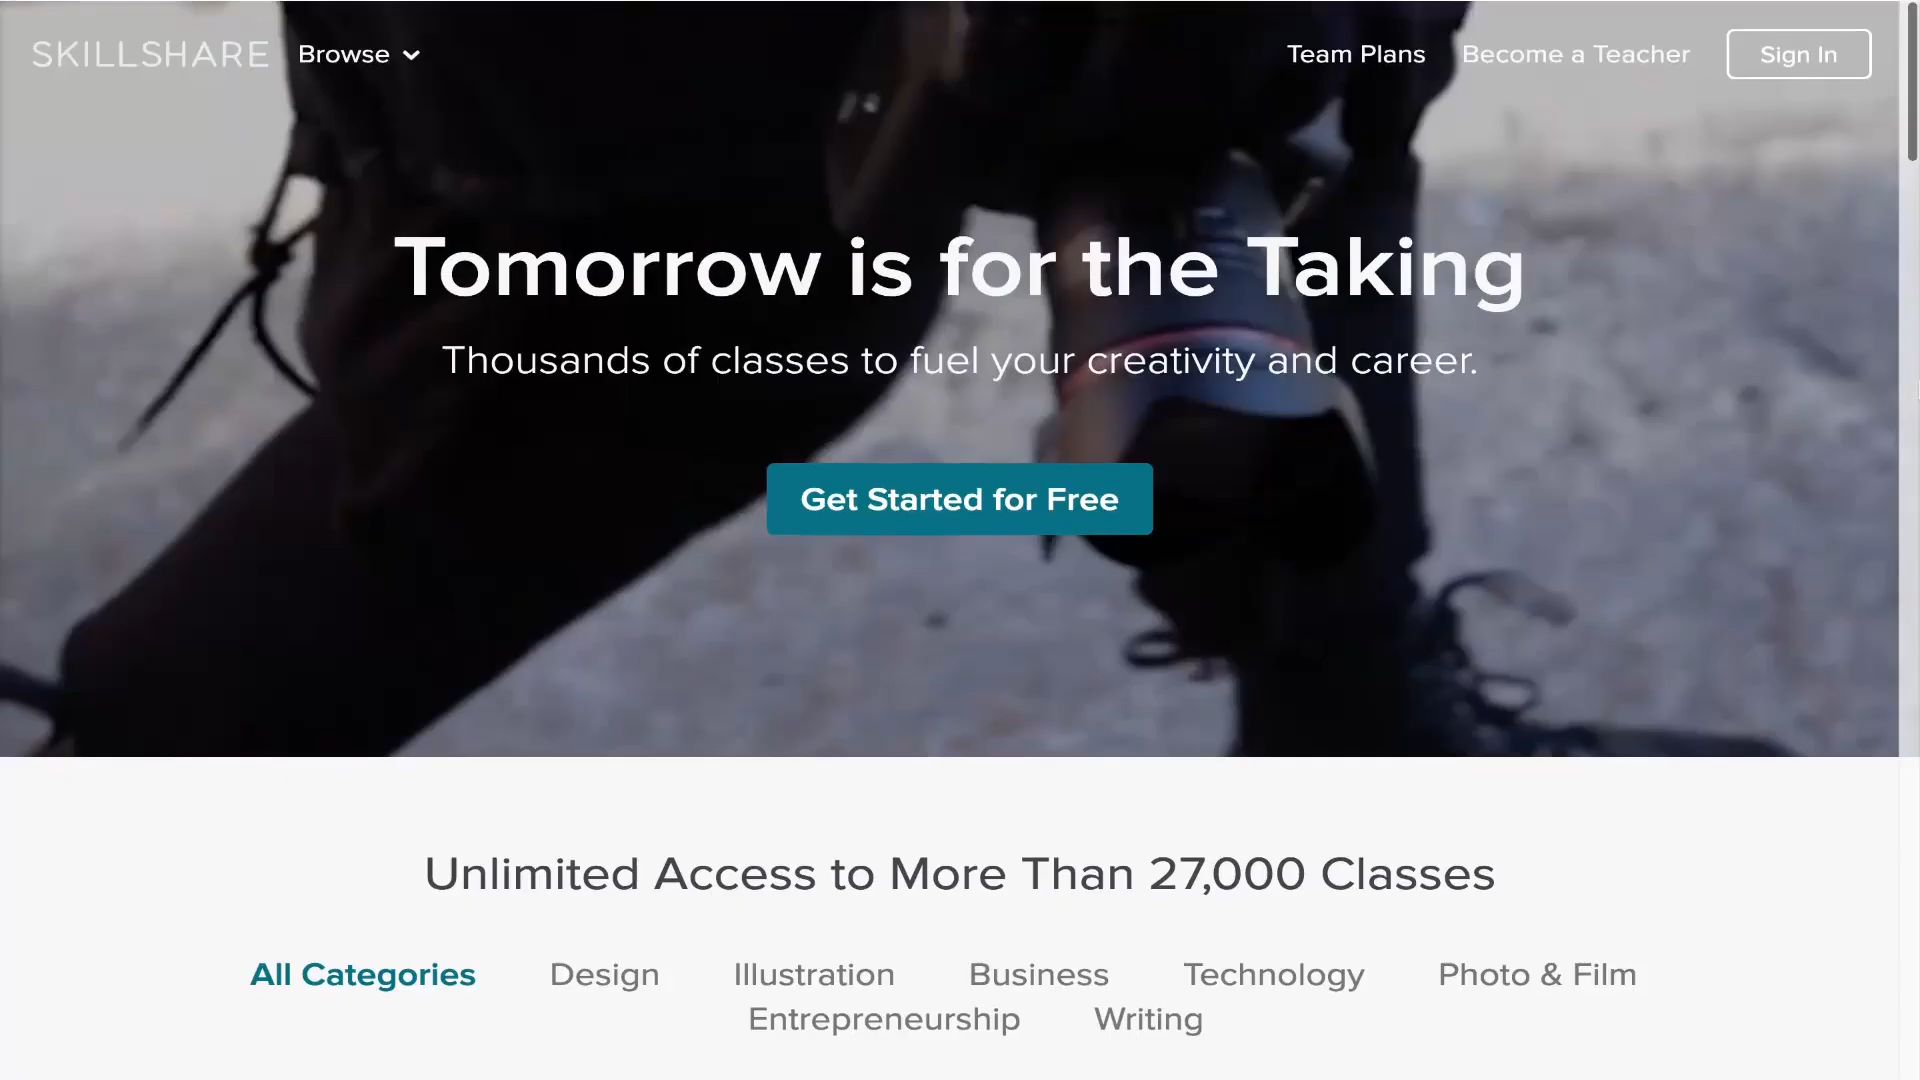 SKILLSHARE Browse Team Plans Become a Teacher Sign In
Tomorrow is for the Taking
Thousands of classes to fuel your creativity and career.
Get Started for Free
Unlimited Access to More Than 27,000 Classes
All Categories Design Illustration Business Technology Photo & Film
Entrepreneurship Writing